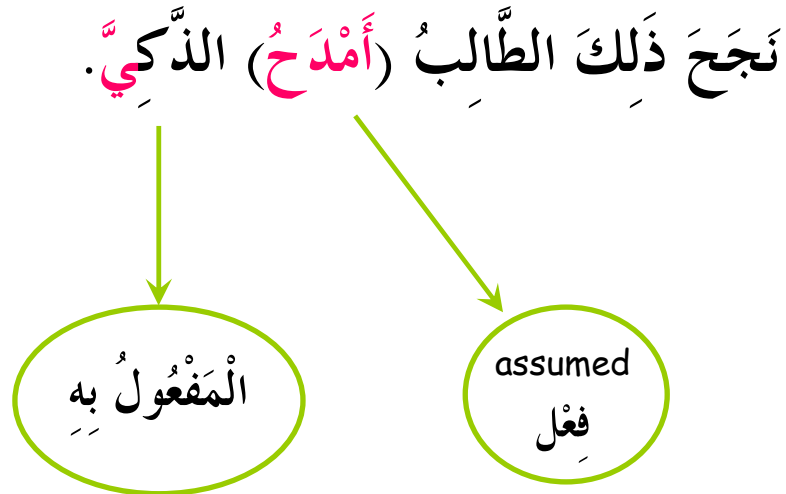 نَجَحَ ذَلِكَ الطَّالِبُ (أَمْدَحُ) الذَّكِيَّ.
الْمَفْعُولُ بِهِ
assumed
فِعْل